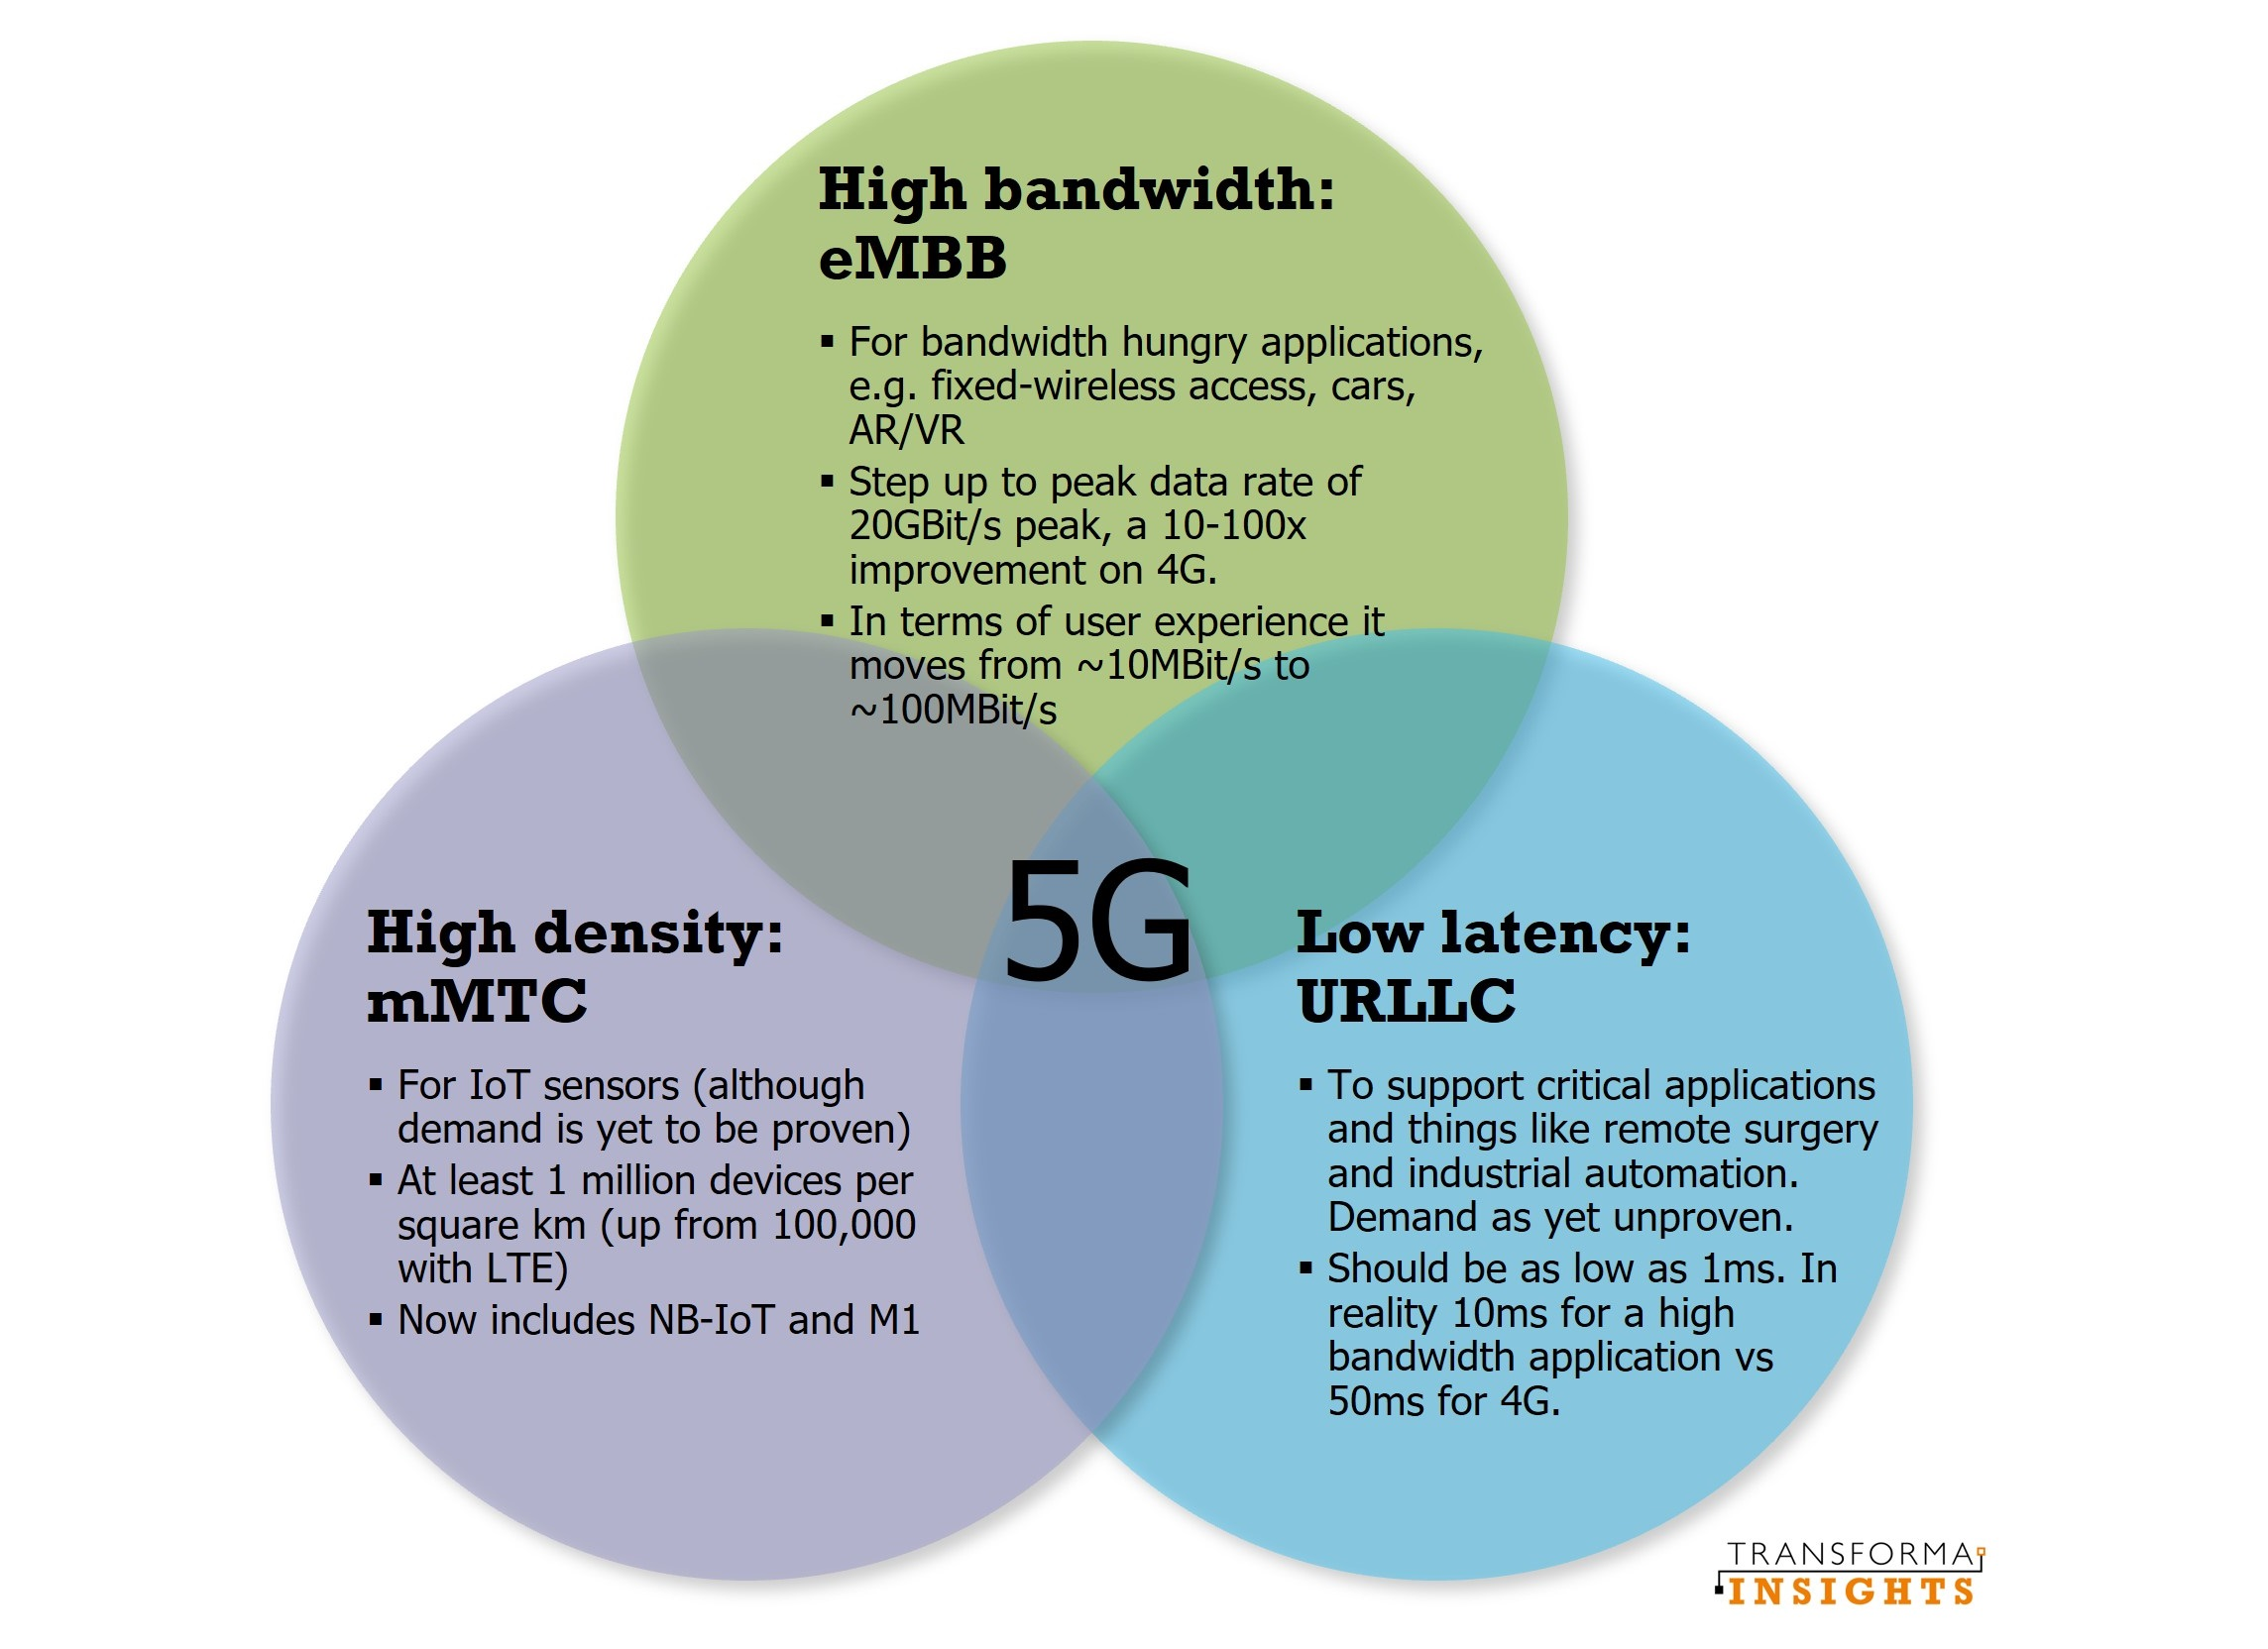 High bandwidth:
eMBB
▪ For bandwidth hungry applications,
e.g. fixed-wireless access, cars,
AR/VR
▪ Step up to peak data rate of
20GBit/s peak, a 10-100x
improvement on 4G.
▪ In terms of user experience it
moves from ~10MBit/s to
~100MBit/s
5G
High density:
mMTC
▪ For IoT sensors (although
demand is yet to be proven)
▪ At least 1 million devices per
square km (up from 100,000
with LTE)
▪ Now includes NB-IoT and M1
Low latency:
URLLC
▪ To support critical applications
and things like remote surgery
and industrial automation.
Demand as yet unproven.
▪ Should be as low as 1ms. In
reality 10ms for a high
bandwidth application vs
50ms for 4G.
TRANSFORMA
INSIGHTS